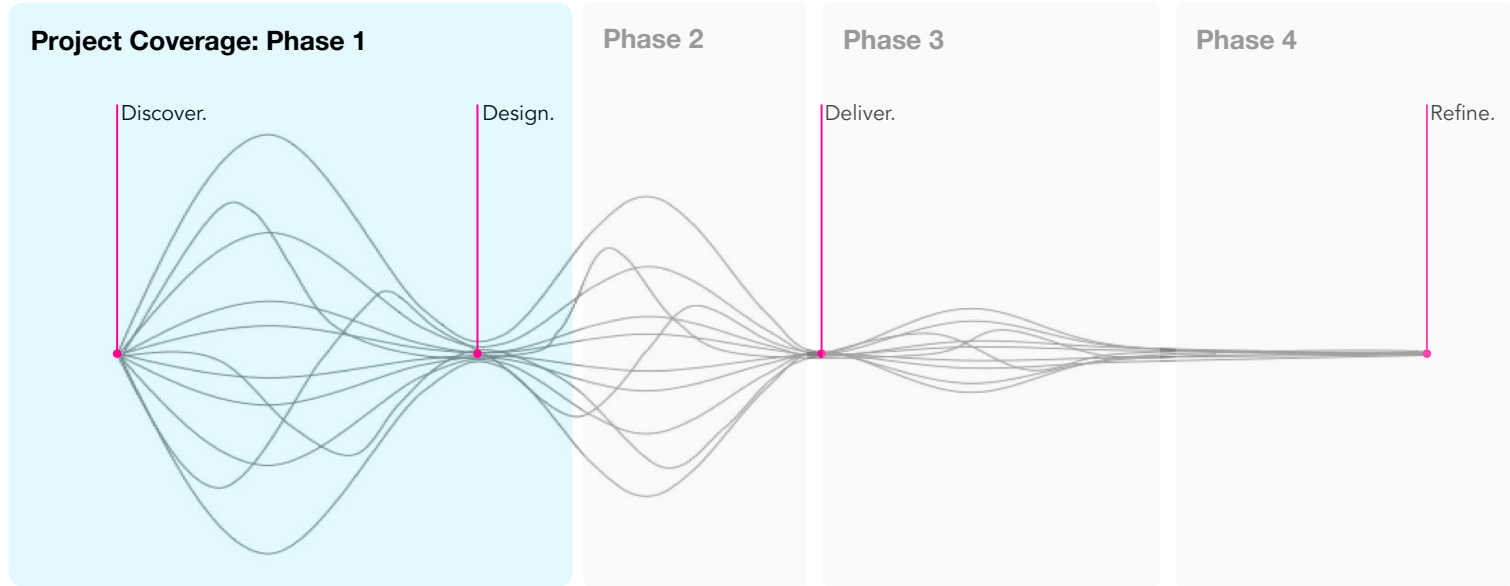 Project Coverage: Phase 1
Phase 2
Phase 3
Phase 4
Discover.
Design.
Deliver.
Refine.